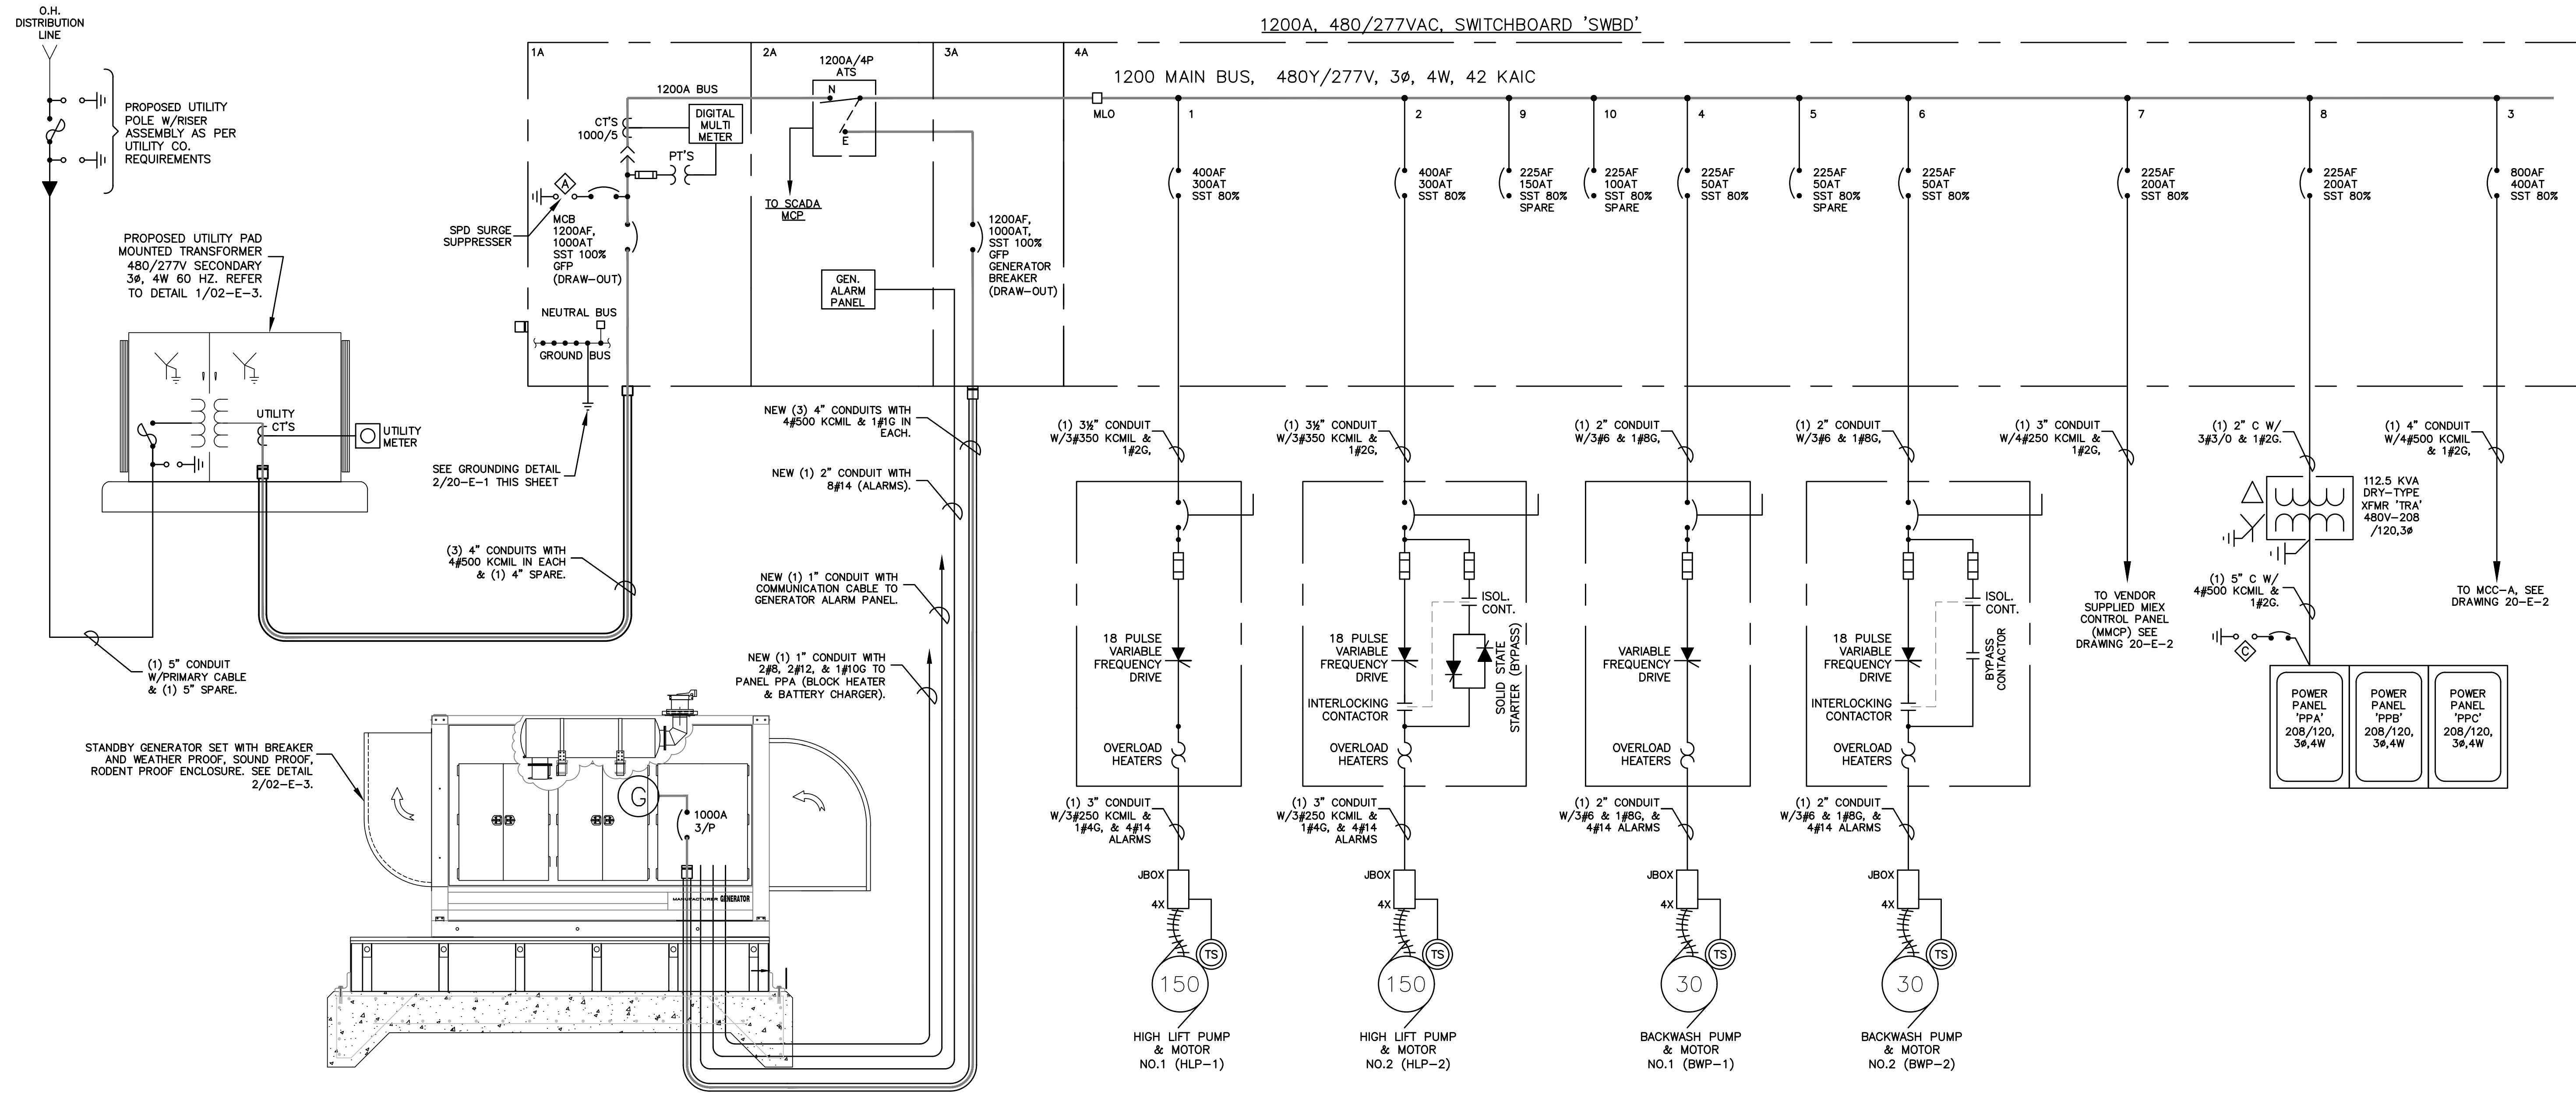 O.H.
DISTRIBUTION
LINE
PROPOSED UTILITY
POLE W/RISER
ASSEMBLY AS PER
UTILITY CO.
REQUIREMENTS
PROPOSED UTILITY PAD
MOUNTED TRANSFORMER
480/277V SECONDARY
3ø, 4W 60 HZ. REFER
TO DETAIL 1/02-E-3.
UTILITY
CT'S
UTILITY
METER
(1) 5" CONDUIT
W/PRIMARY CABLE
& (1) 5" SPARE.
1200A, 480/277VAC, SWITCHBOARD 'SWBD'
1A
2A
3A
4A
1200A BUS
CT'S
1000/5
DIGITAL
MULTI
METER
PT'S
A
SPD SURGE
SUPPRESSER
MCB
1200AF,
1000AT
SST 100%
GFP
(DRAW-OUT)
NEUTRAL BUS
GROUND BUS
SEE GROUNDING DETAIL
2/20-E-1 THIS SHEET
(3) 4" CONDUITS WITH
4#500 KCMIL IN EACH
& (1) 4" SPARE.
1200A/4P
ATS
N
E
TO SCADA
MCP
GEN.
ALARM
PANEL
1200AF,
1000AT,
SST 100%
GFP
GENERATOR
BREAKER
(DRAW-OUT)
NEW (3) 4" CONDUITS WITH
4#500 KCMIL & 1#1G IN
EACH.
NEW (1) 2" CONDUIT WITH
8#14 (ALARMS).
NEW (1) 1" CONDUIT WITH
COMMUNICATION CABLE TO
GENERATOR ALARM PANEL.
NEW (1) 1" CONDUIT WITH
2#8, 2#12, & 1#10G TO
PANEL PPA (BLOCK HEATER
& BATTERY CHARGER).
STANDBY GENERATOR SET WITH BREAKER
AND WEATHER PROOF, SOUND PROOF,
RODENT PROOF ENCLOSURE. SEE DETAIL
2/02-E-3.
G
1000A
3/P
MANUFACTURER GENERATOR
1200 MAIN BUS, 480Y/277V, 3ø, 4W, 42 KAIC
MLO
1
400AF
300AT
SST 80%
(1) 3½" CONDUIT
W/3#350 KCMIL &
1#2G,
18 PULSE
VARIABLE
FREQUENCY
DRIVE
OVERLOAD
HEATERS
(1) 3" CONDUIT
W/3#250 KCMIL &
1#4G, & 4#14
ALARMS
JBOX
4X
TS
150
HIGH LIFT PUMP
& MOTOR
NO.1 (HLP-1)
2
400AF
300AT
SST 80%
(1) 3½" CONDUIT
W/3#350 KCMIL &
1#2G,
ISOL.
CONT.
18 PULSE
VARIABLE
FREQUENCY
DRIVE
SOLID STATE
STARTER (BYPASS)
INTERLOCKING
CONTACTOR
OVERLOAD
HEATERS
(1) 3" CONDUIT
W/3#250 KCMIL &
1#4G, & 4#14
ALARMS
JBOX
4X
TS
150
HIGH LIFT PUMP
& MOTOR
NO.2 (HLP-2)
9
225AF
150AT
SST 80%
SPARE
10
225AF
100AT
SST 80%
SPARE
4
225AF
50AT
SST 80%
(1) 2" CONDUIT
W/3#6 & 1#8G,
VARIABLE
FREQUENCY
DRIVE
OVERLOAD
HEATERS
(1) 2" CONDUIT
W/3#6 & 1#8G, &
4#14 ALARMS
JBOX
4X
TS
30
BACKWASH PUMP
& MOTOR
NO.1 (BWP-1)
5
225AF
50AT
SST 80%
SPARE
6
225AF
50AT
SST 80%
(1) 2" CONDUIT
W/3#6 & 1#8G,
ISOL.
CONT.
18 PULSE
VARIABLE
FREQUENCY
DRIVE
BYPASS
CONTACTOR
INTERLOCKING
CONTACTOR
OVERLOAD
HEATERS
(1) 2" CONDUIT
W/3#6 & 1#8G, &
4#14 ALARMS
JBOX
4X
TS
30
BACKWASH PUMP
& MOTOR
NO.2 (BWP-2)
7
225AF
200AT
SST 80%
(1) 3" CONDUIT
W/4#250 KCMIL &
1#2G,
TO VENDOR
SUPPLIED MIEX
CONTROL PANEL
(MMCP) SEE
DRAWING 20-E-2
8
225AF
200AT
SST 80%
(1) 2" C W/
3#3/0 & 1#2G.
112.5 KVA
DRY-TYPE
XFMR 'TRA'
480V-208
/120,3ø
(1) 5" C W/
4#500 KCMIL &
1#2G.
C
POWER
PANEL
'PPA'
208/120,
3ø,4W
POWER
PANEL
'PPB'
208/120,
3ø,4W
POWER
PANEL
'PPC'
208/120,
3ø,4W
3
800AF
400AT
SST 80%
(1) 4" CONDUIT
W/4#500 KCMIL
& 1#2G,
TO MCC-A, SEE
DRAWING 20-E-2